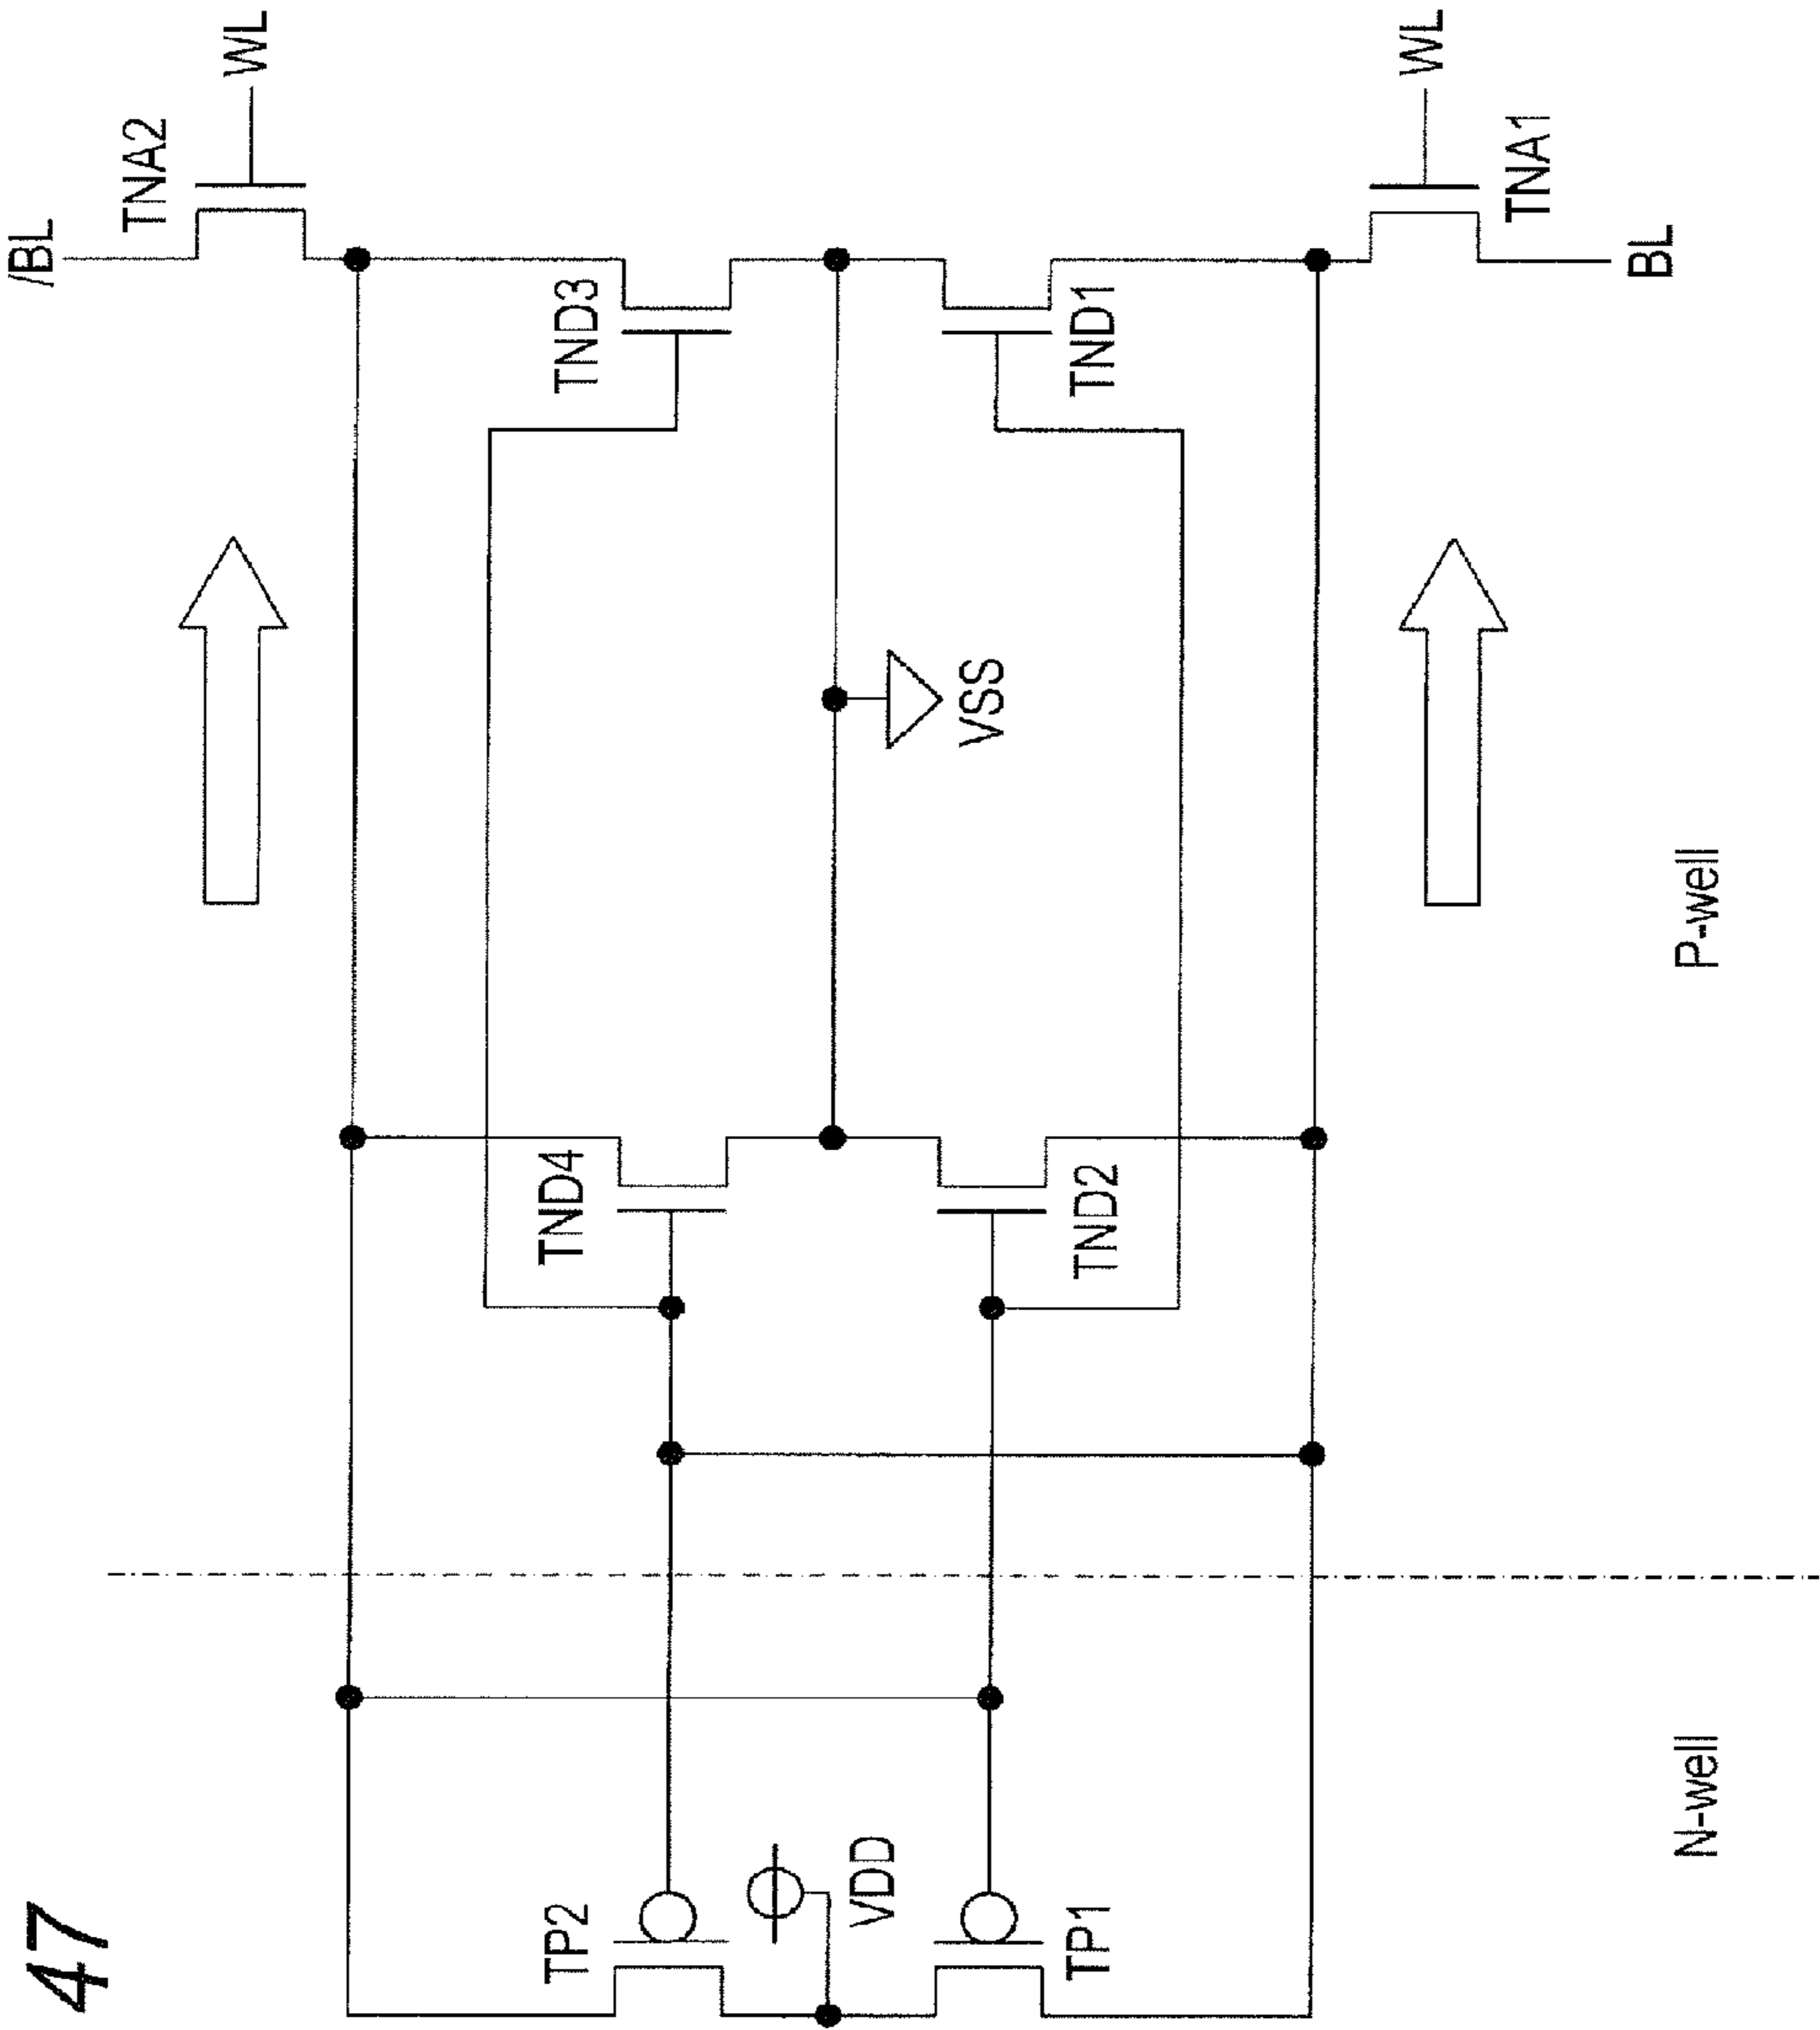 47
/BL
TNA2
WL
TND3
TND1
WL
TNA1
BL
VSS
TND4
TND2
P-well
TP2
VDD
TP1
N-well